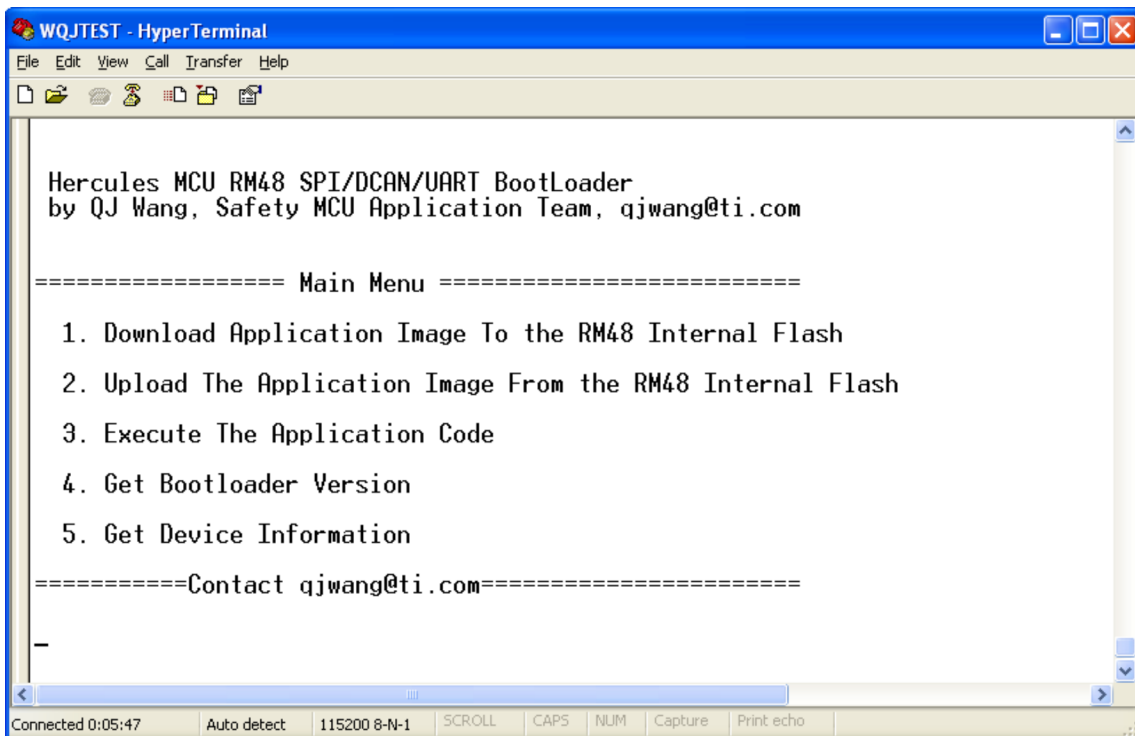 WQJTEST - HyperTerminal
File Edit View Call Transfer Help
Hercules MCU RM48 SPI/DCAN/UART BootLoader
by QJ Wang, Safety MCU Application Team, qjwang@ti.com
================= Main Menu ==========================
1. Download Application Image To the RM48 Internal Flash
2. Upload The Application Image From the RM48 Internal Flash
3. Execute The Application Code
4. Get Bootloader Version
5. Get Device Information
===========Contact qjwang@ti.com=======================
_
Connected 0:05:47 Auto detect 115200 8-N-1 SCROLL CAPS NUM Capture Print echo